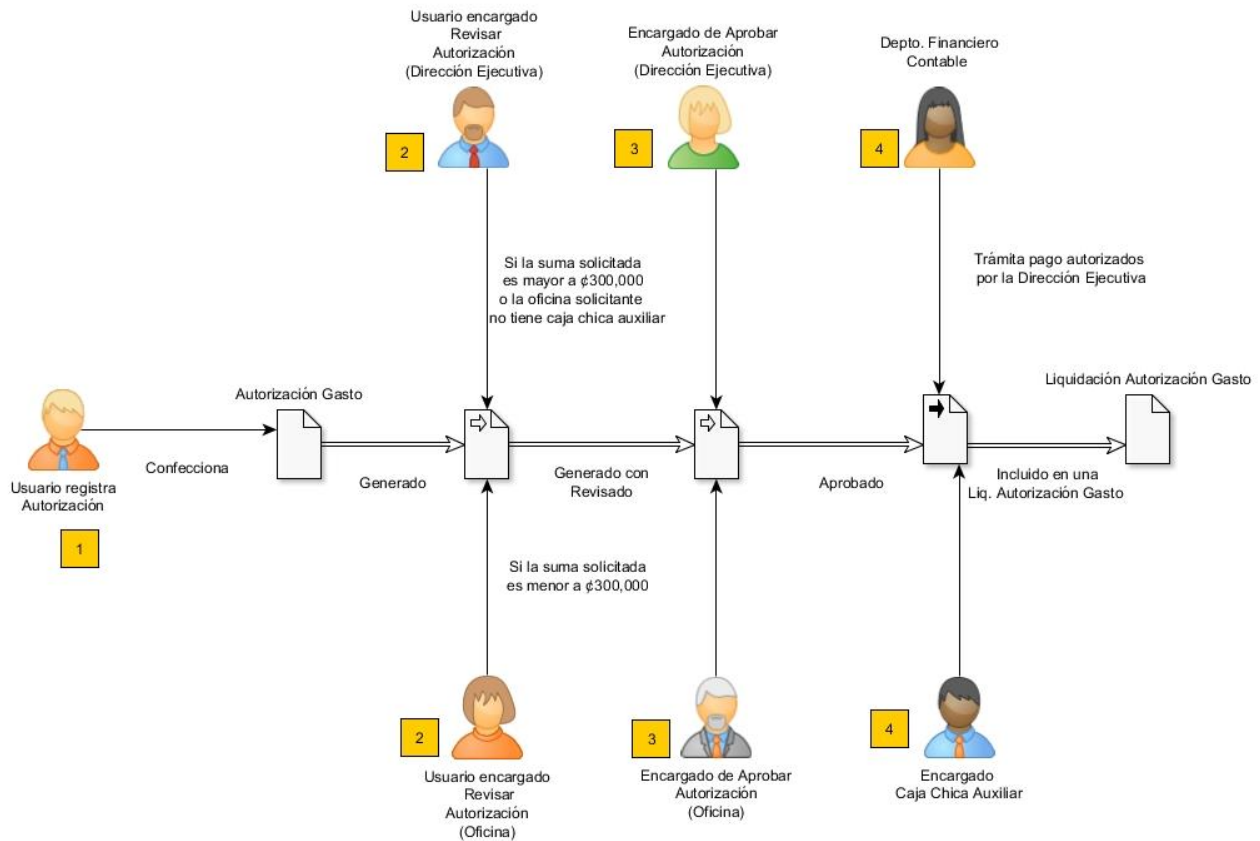 Usuario encargado
Revisar
Autorización
(Dirección Ejecutiva)
2
Encargado de Aprobar
Autorización
(Dirección Ejecutiva)
3
Depto. Financiero
Contable
4
Si la suma solicitada
es mayor a ¢300,000
o la oficina solicitante
no tiene caja chica auxiliar
Trámita pago autorizados
por la Dirección Ejecutiva
Usuario registra
Autorización
1
Confecciona
Autorización Gasto
Generado
Generado con
Revisado
Aprobado
Incluido en una
Liq. Autorización Gasto
Liquidación Autorización Gasto
Si la suma solicitada
es menor a ¢300,000
2
Usuario encargado
Revisar
Autorización
(Oficina)
3
Encargado de Aprobar
Autorización
(Oficina)
4
Encargado
Caja Chica Auxiliar